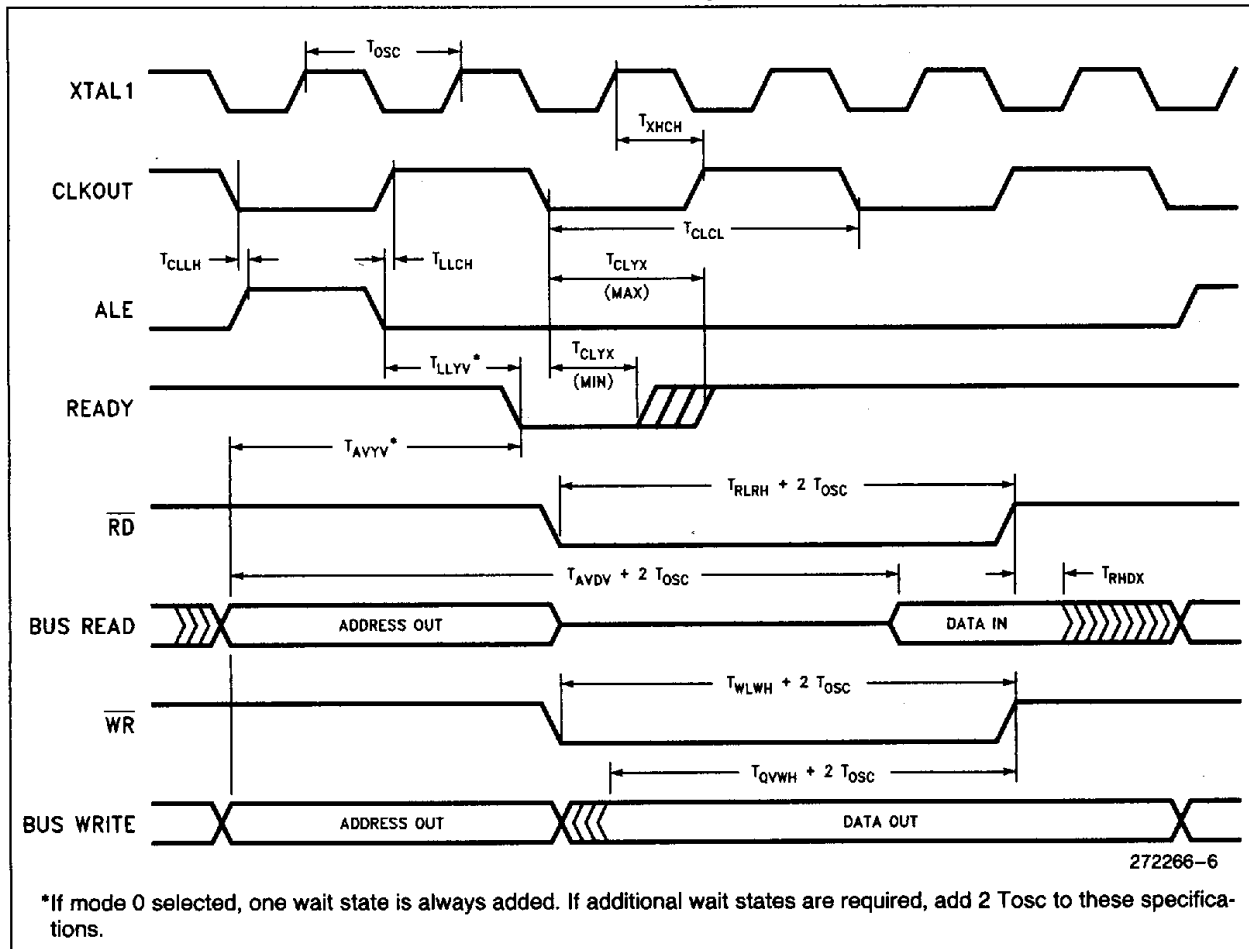 TOSC
XTAL1
TXHCH
CLKOUT
TCLCL
TCLLH
TLLCH
TCLYX
(MAX)
ALE
TLLYV*
TCLYX
(MIN)
READY
TAVYV*
TRLRH + 2 TOSC
RD
TAVDV + 2 TOSC
TRHDX
BUS READ
ADDRESS OUT
DATA IN
TWLWH + 2 TOSC
WR
TQVWH + 2 TOSC
BUS WRITE
ADDRESS OUT
DATA OUT
272266-6
*If mode 0 selected, one wait state is always added. If additional wait states are required, add 2 Tosc to these specifica-
tions.